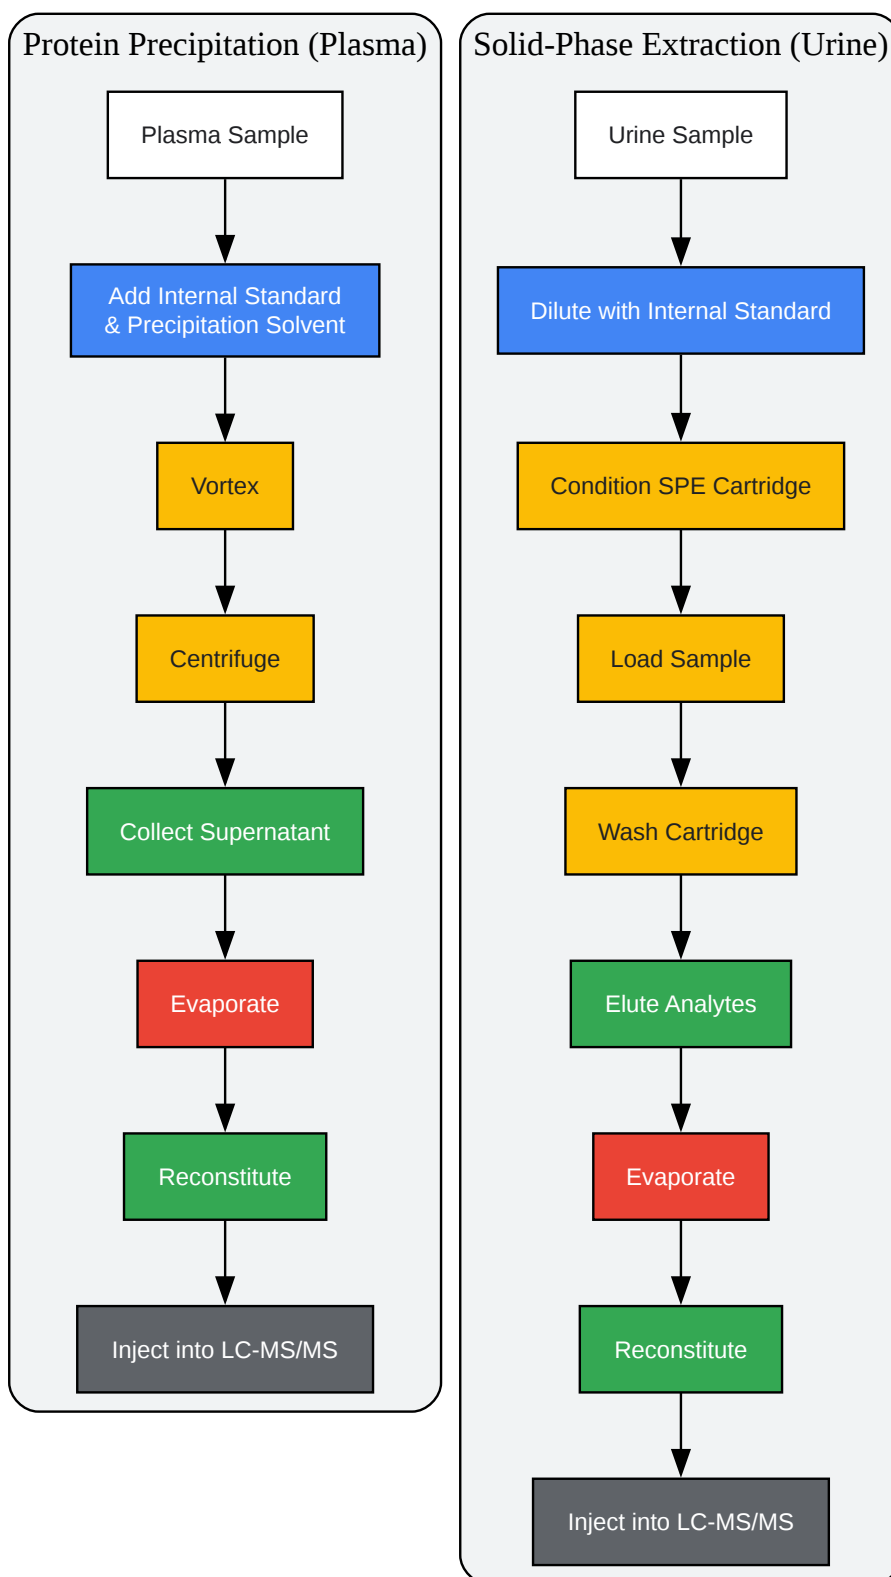 Protein Precipitation (Plasma)
Plasma Sample
Add Internal Standard
& Precipitation Solvent
Vortex
Centrifuge
Collect Supernatant
Evaporate
Reconstitute
Inject into LC-MS/MS
Solid-Phase Extraction (Urine)
Urine Sample
Dilute with Internal Standard
Condition SPE Cartridge
Load Sample
Wash Cartridge
Elute Analytes
Evaporate
Reconstitute
Inject into LC-MS/MS